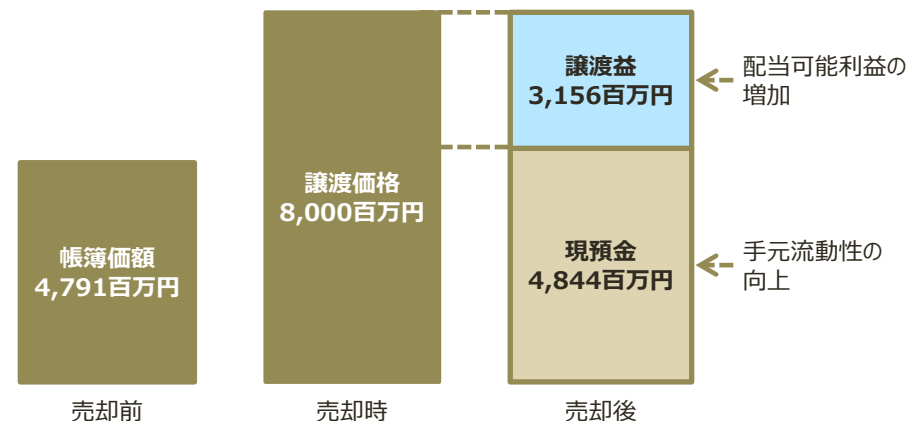 帳簿価額
4,791百万円
売却前
譲渡価格
8,000百万円
売却時
譲渡益
3,156百万円
現預金
4,844百万円
売却後
配当可能利益の
増加
手元流動性の
向上